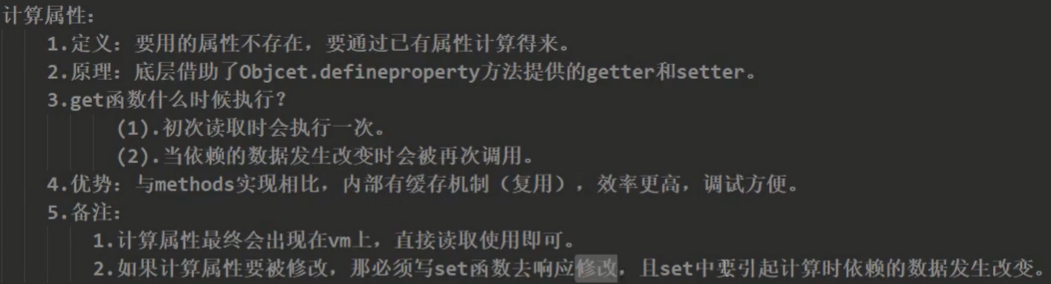 计算属性:
1.定义: 要用的属性不存在，要通过已有属性计算得来。
2.原理: 底层借助了Objcet.defineproperty方法提供的getter和setter。
3.get函数什么时候执行?
(1).初次读取时会执行一次。
(2).当依赖的数据发生改变时会被再次调用。
4.优势: 与methods实现相比，内部有缓存机制（复用），效率更高，调试方便。
5.备注:
1.计算属性最终会出现在vm上，直接读取使用即可。
2.如果计算属性要被修改，那必须写set函数去响应修改，且set中要引起计算时依赖的数据发生改变。